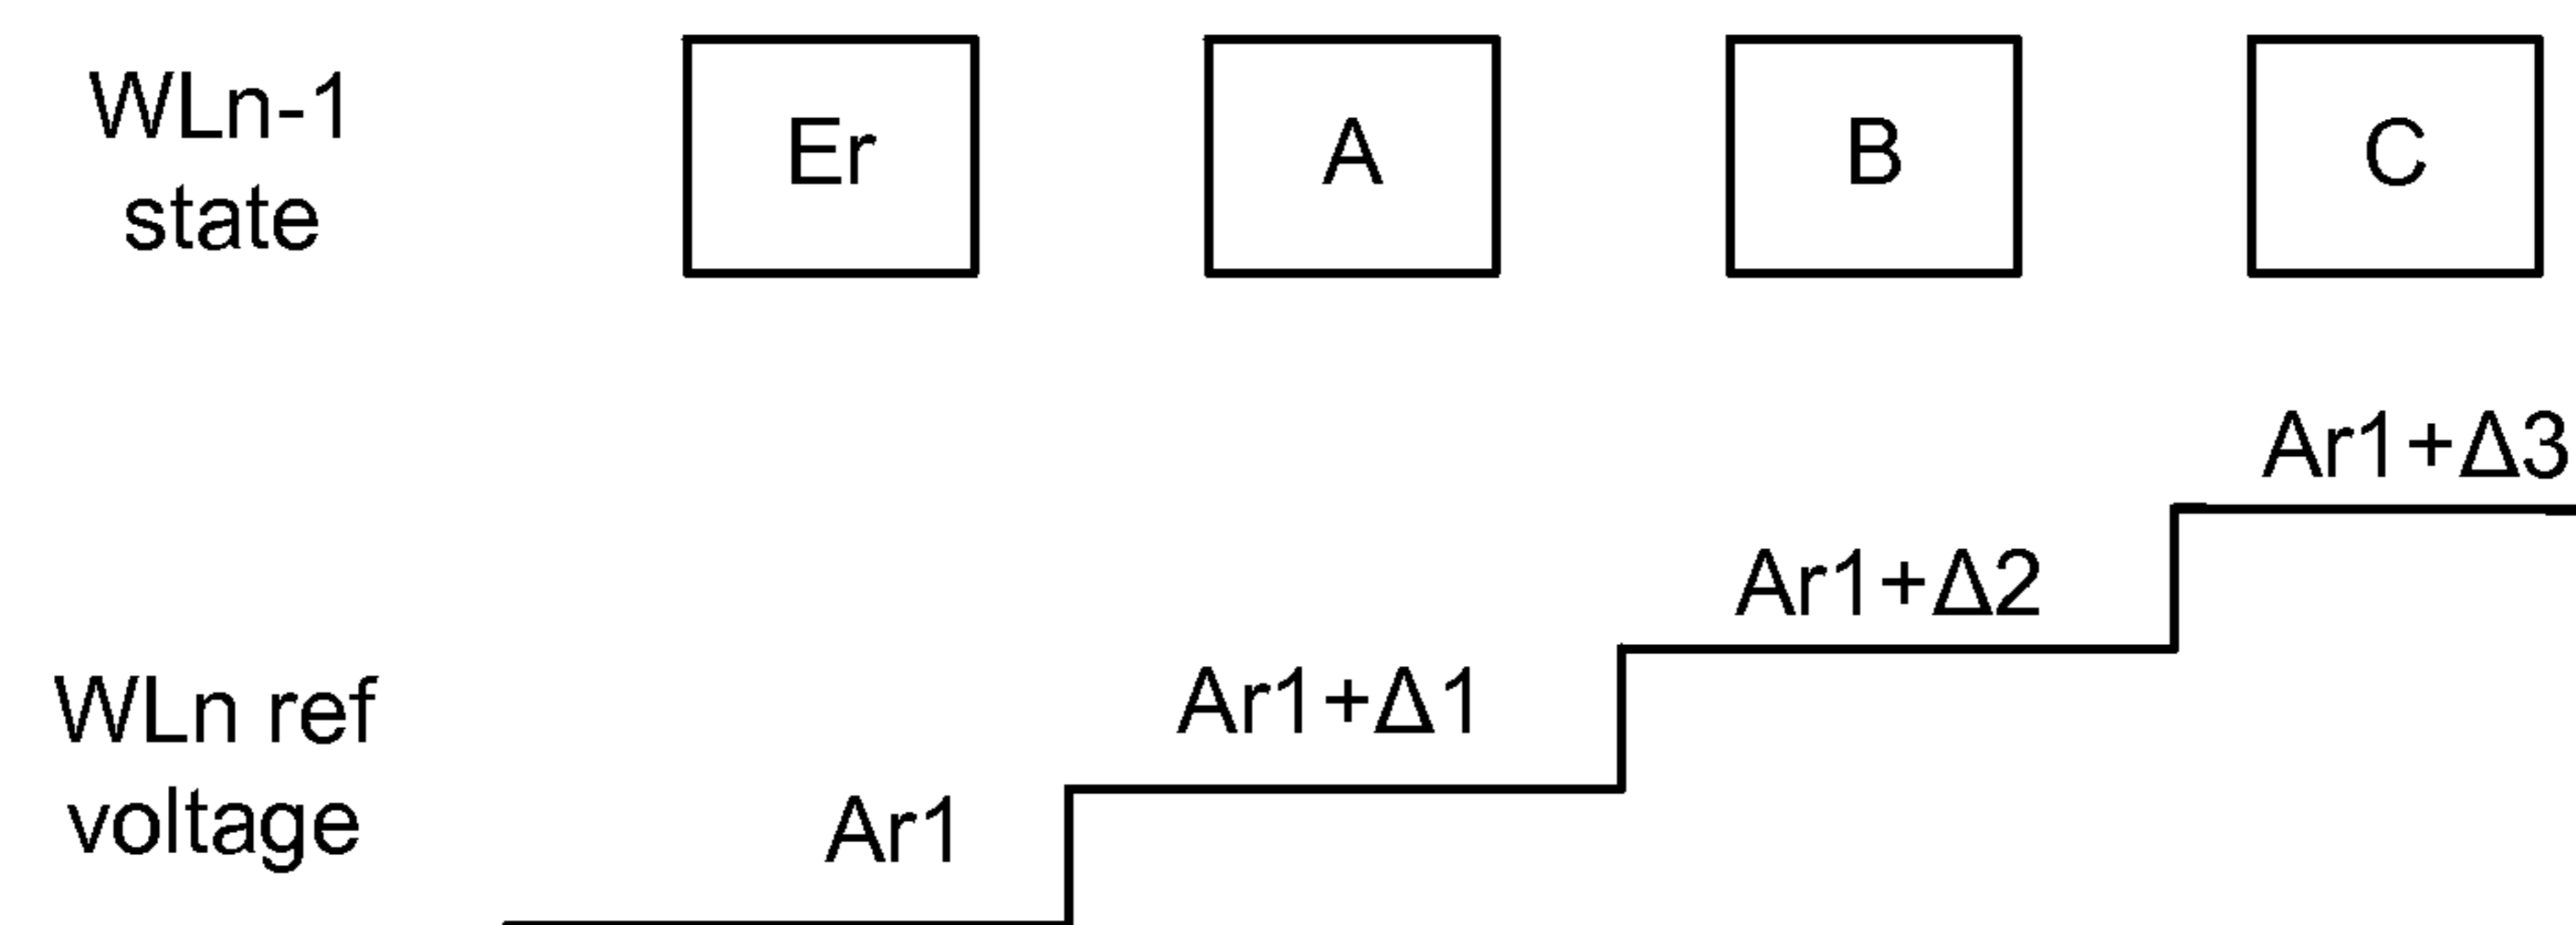 WLn-1
state
Er
A
B
C
Ar1+Δ3
Ar1+Δ2
Ar1+Δ1
Ar1
WLn ref
voltage